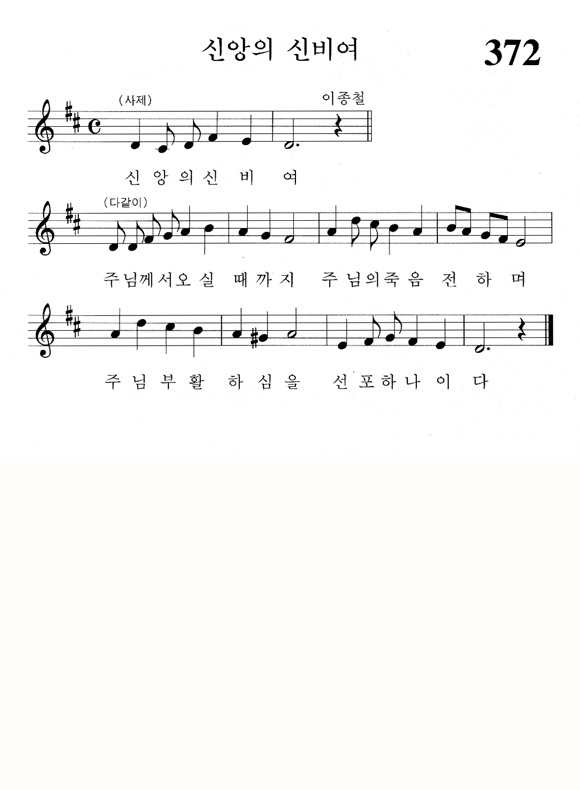 신앙의 신비여 372
(사제) 이종철
신 앙 의 신 비 여
(다같이)
주님께서오실 때까지 주님의죽음 전하며
주님부활 하심을 선포하나이다